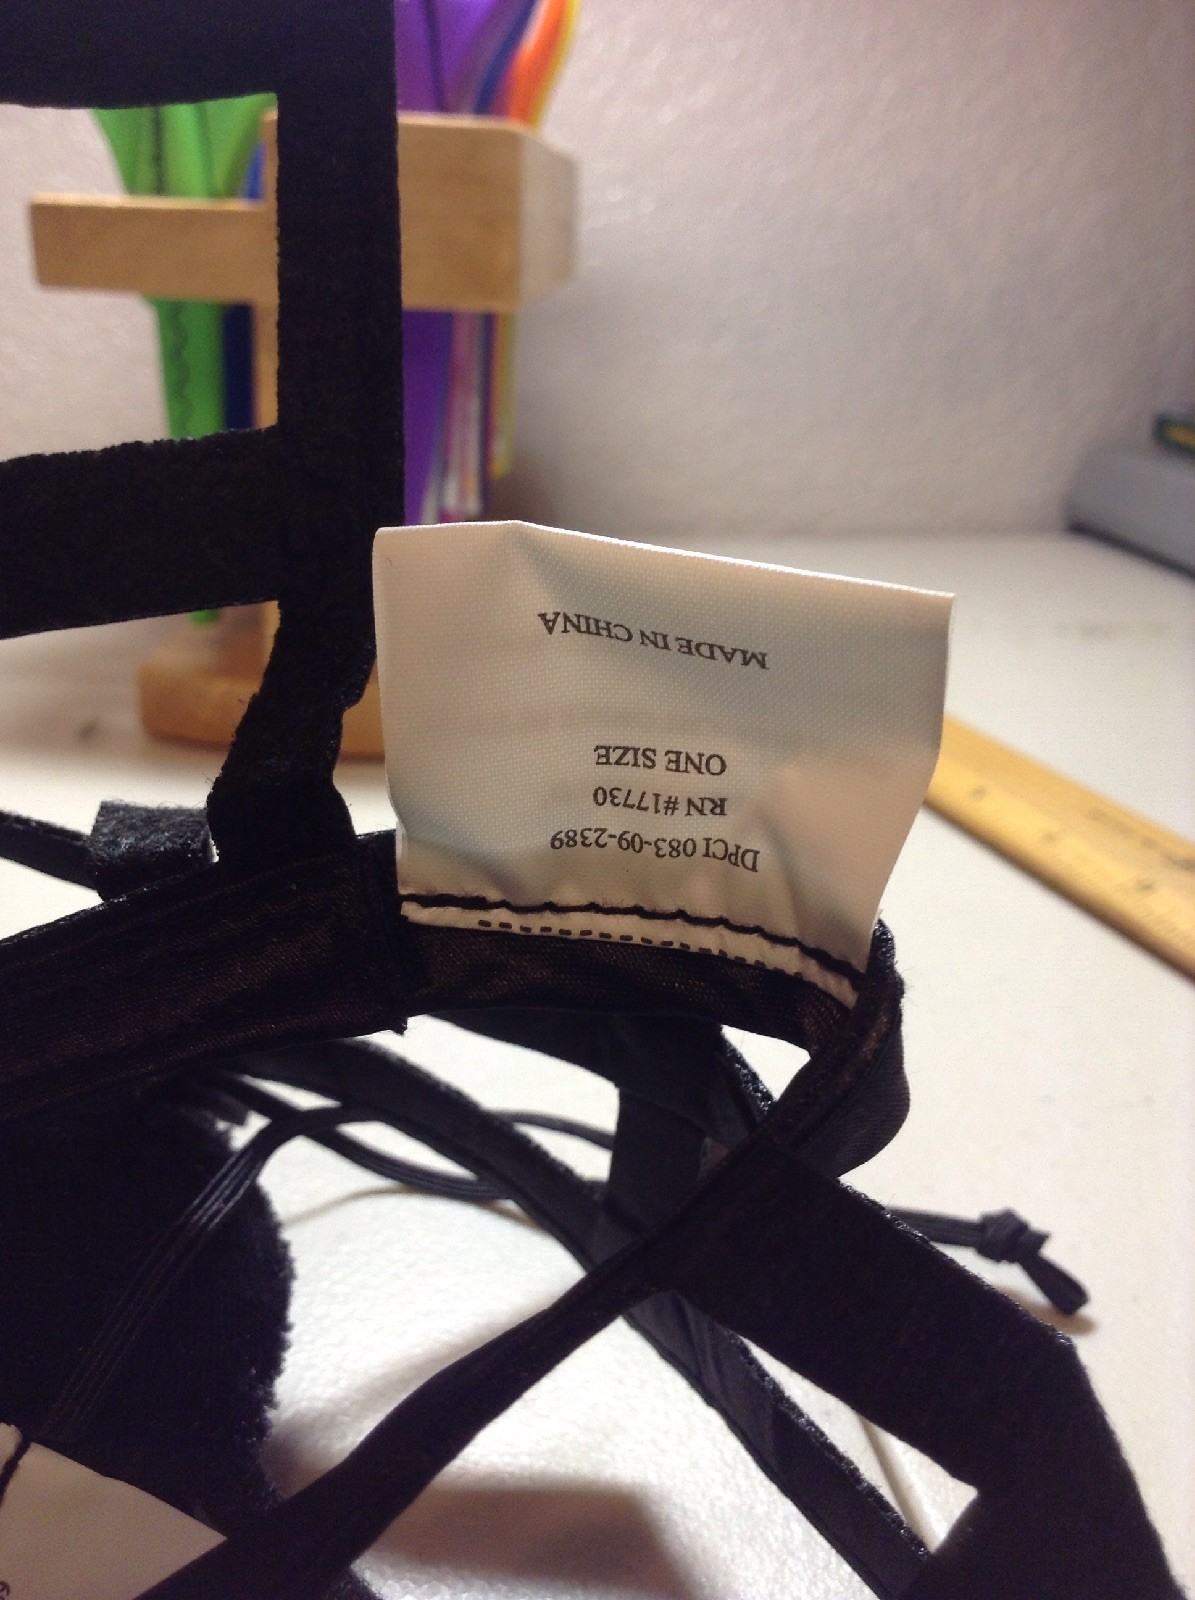 DPCI 083-09-2389
RN #17730
ONE SIZE
MADE IN CHINA